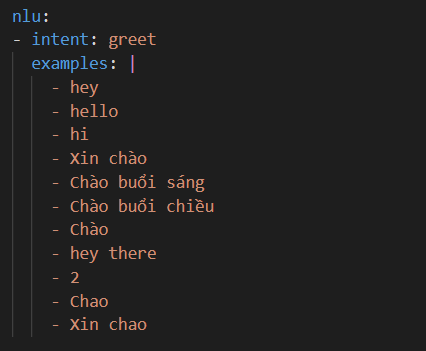 nlu:
- intent: greet
examples: |
- hey
- hello
- hi
- Xin chào
- Chào buổi sáng
- Chào buổi chiều
- Chào
- hey there
- 2
- Chao
- Xin chao